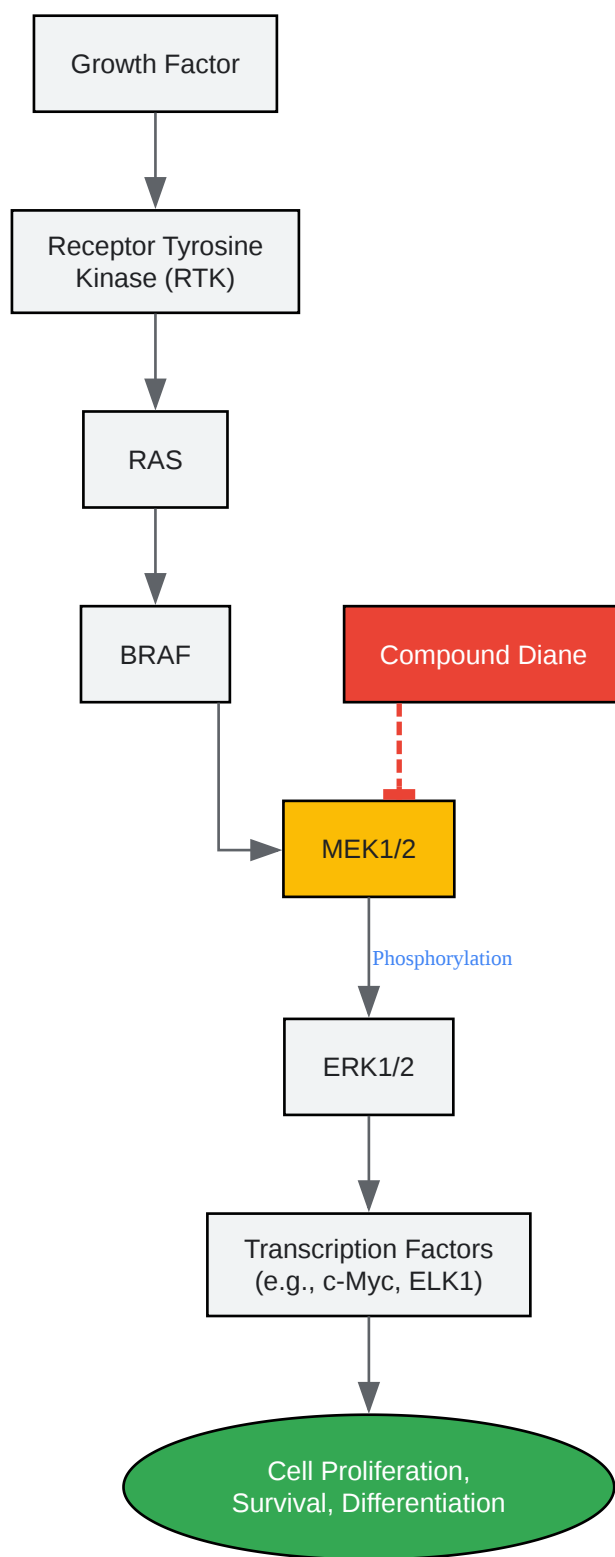 Growth Factor
Receptor Tyrosine
Kinase (RTK)
RAS
BRAF
Compound Diane
MEK1/2
Phosphorylation
ERK1/2
Transcription Factors
(e.g., c-Myc, ELK1)
Cell Proliferation,
Survival, Differentiation